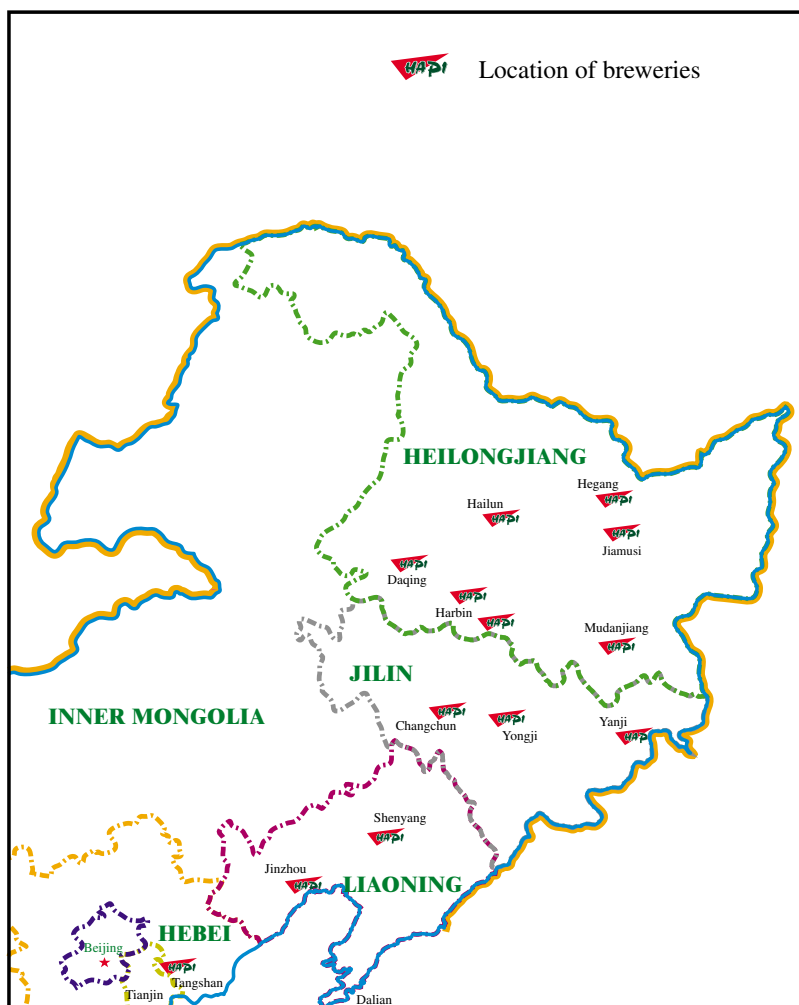 HAPI Location of breweries
HEILONGJIANG
Hegang
HAPI
Hailun
HAPI
HAPI
Jiamusi
HAPI
Daqing
HAPI
Harbin
HAPI
Mudanjiang
HAPI
JILIN
INNER MONGOLIA
HAPI
Changchun
HAPI
Yongji
Yanji
HAPI
Shenyang
HAPI
Jinzhou
HAPI
LIAONING
HEBEI
Beijing
HAPI
Tangshan
Tianjin
Dalian